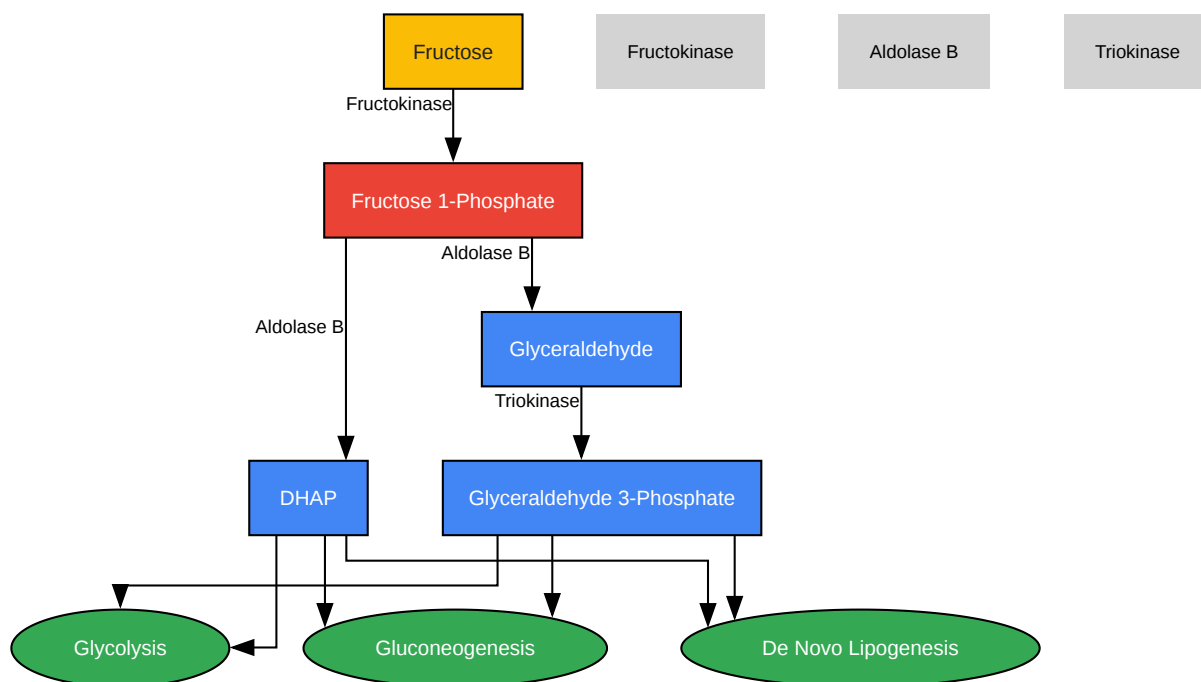 Fructose
Fructokinase
Aldolase B
Triokinase
Fructokinase
Fructose 1-Phosphate
Aldolase B
Aldolase B
Glyceraldehyde
Triokinase
DHAP
Glyceraldehyde 3-Phosphate
Glycolysis
Gluconeogenesis
De Novo Lipogenesis